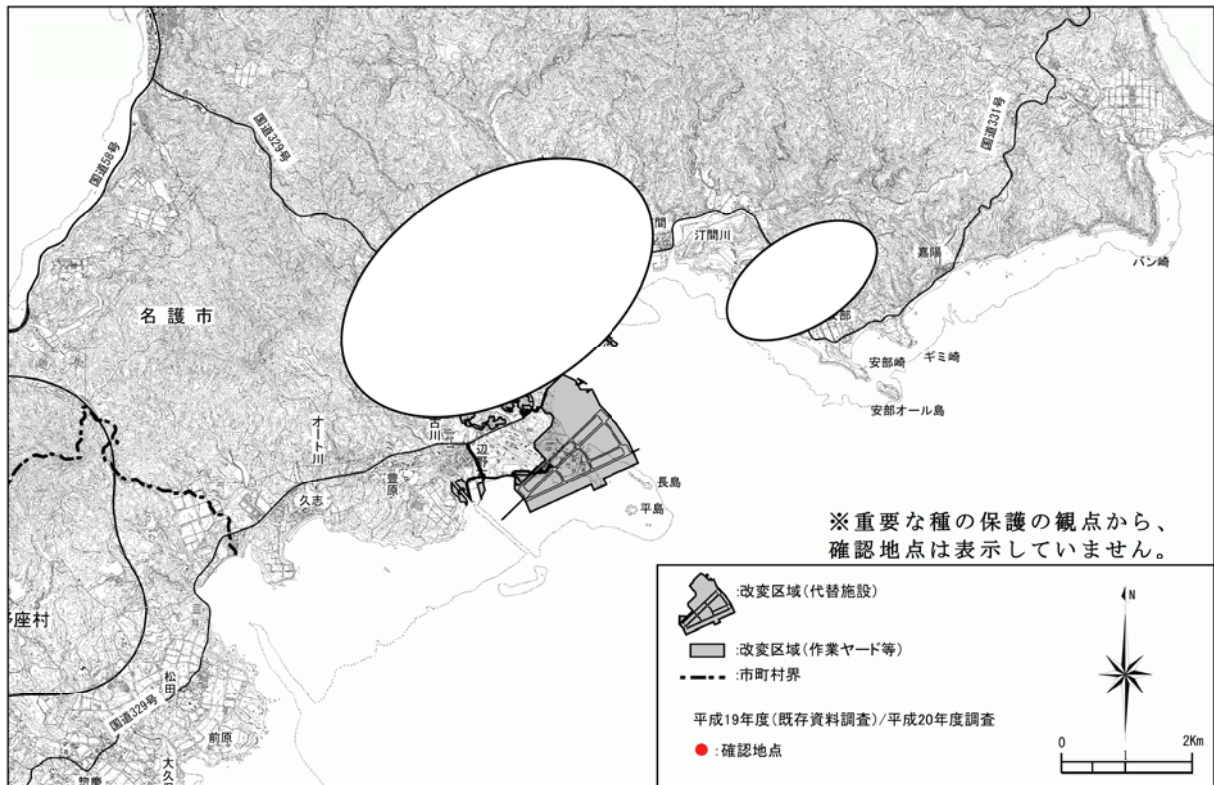 国道58号
国道329号
国道331号
間
汀間川
嘉陽
バン崎
名護市
部
安部崎
ギミ崎
安部オール島
オート川
古川
辺野
豊原
久志
長島
平島
※重要な種の保護の観点から、
確認地点は表示していません。
座村
松田
国道329号
前原
大久
惣慶
:改変区域(代替施設)
:改変区域(作業ヤード等)
:市町村界
平成19年度(既存資料調査)/平成20年度調査
:確認地点
N
0 1 2Km